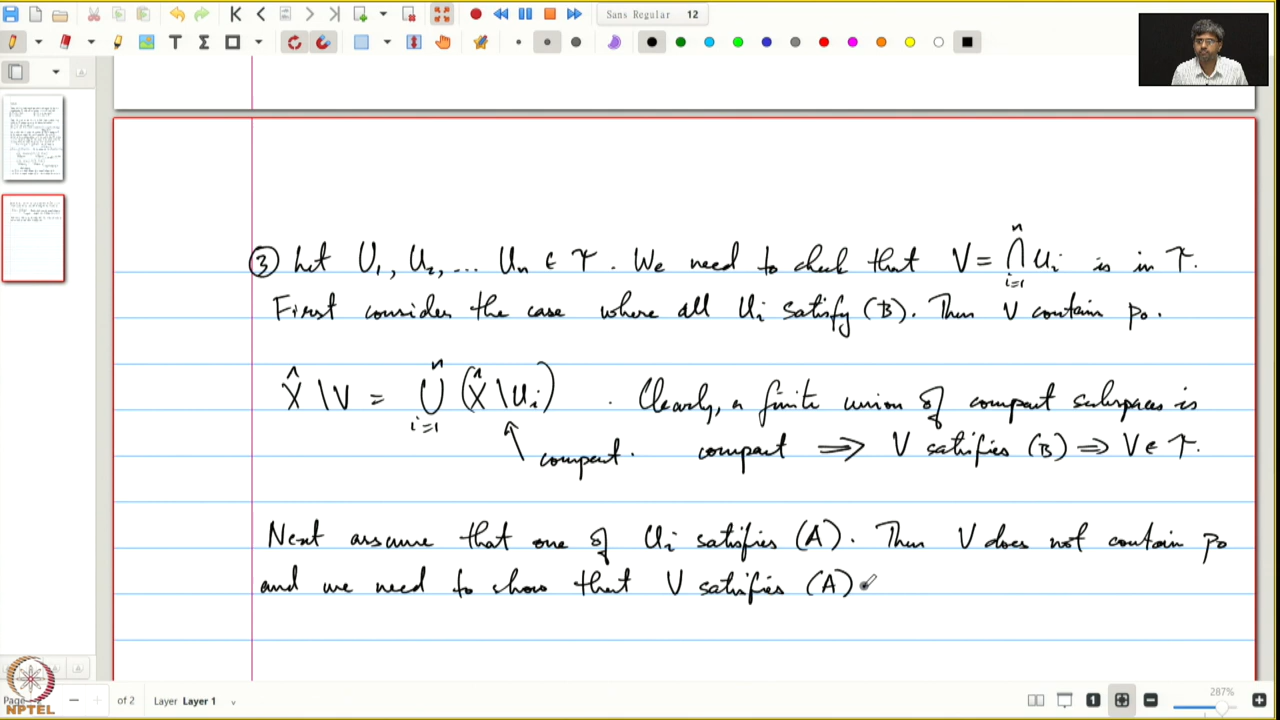 Sans Regular 12
③ Let U₁, U₂, ... Uₙ ∈ τ. We need to check that V = ⋂ᵢ₌₁ⁿ Uᵢ is in τ.
First consider the case where all Uᵢ satisfy (B). Then V contain p₀.
X̂ \ V = ⋃ᵢ₌₁ⁿ (X̂ \ Uᵢ) . Clearly, a finite union of compact subspaces is
compact. compact ⟹ V satisfies (B) ⟹ V ∈ τ.
Next assume that one of Uᵢ satisfies (A). Then V does not contain p₀
and we need to show that V satisfies (A)
Page of 2 Layer Layer 1 287%
NPTEL